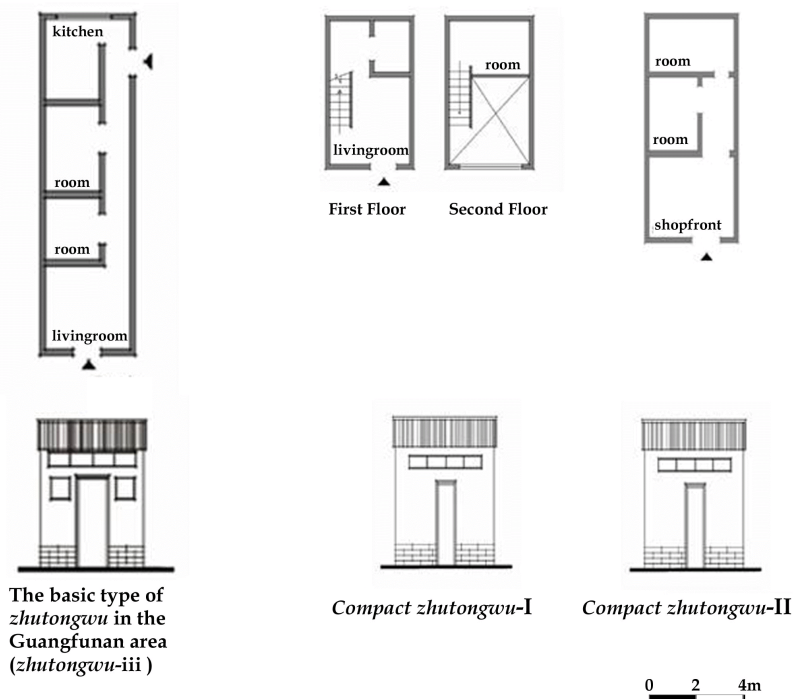 kitchen
room
room
livingroom
livingroom
First Floor
room
Second Floor
room
room
shopfront
The basic type of
zhutongwu in the
Guangfunan area
(zhutongwu-iii )
Compact zhutongwu-I
Compact zhutongwu-II
0 2 4m